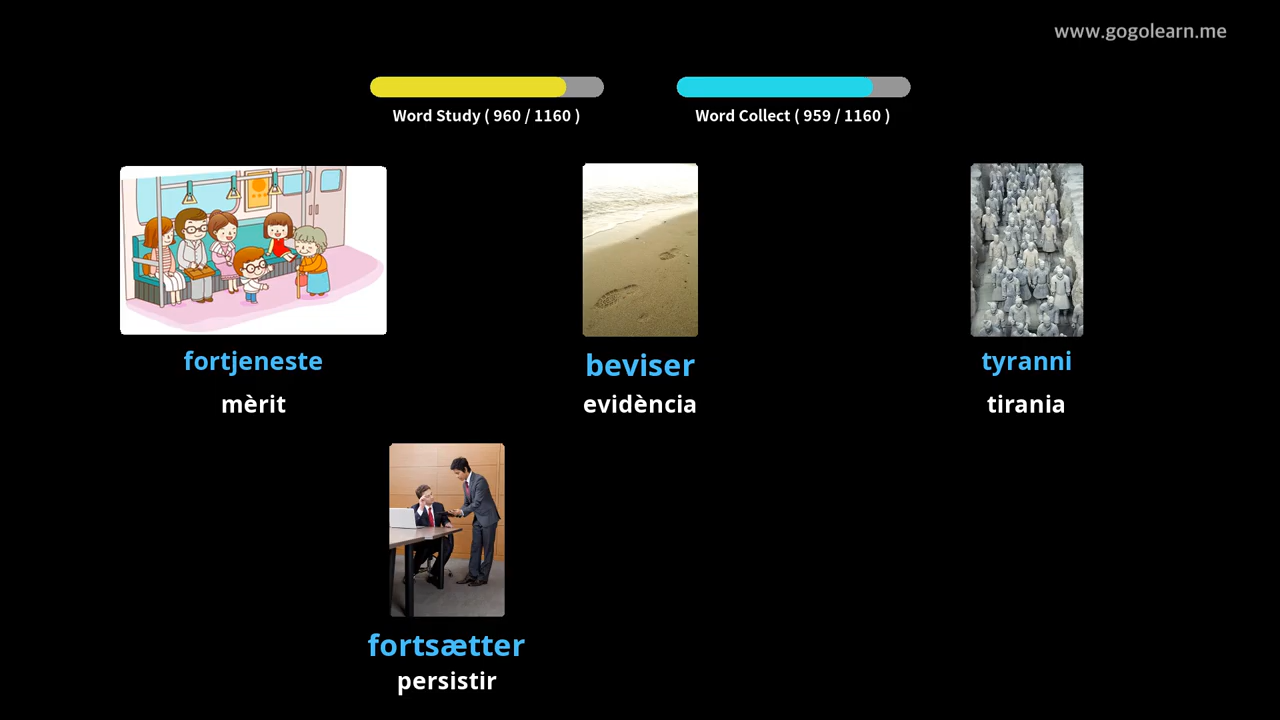 www.gogolearn.me
Word Study ( 960 / 1160 )
Word Collect ( 959 / 1160 )
fortjeneste
mèrit
beviser
evidència
tyranni
tirania
fortsætter
persistir